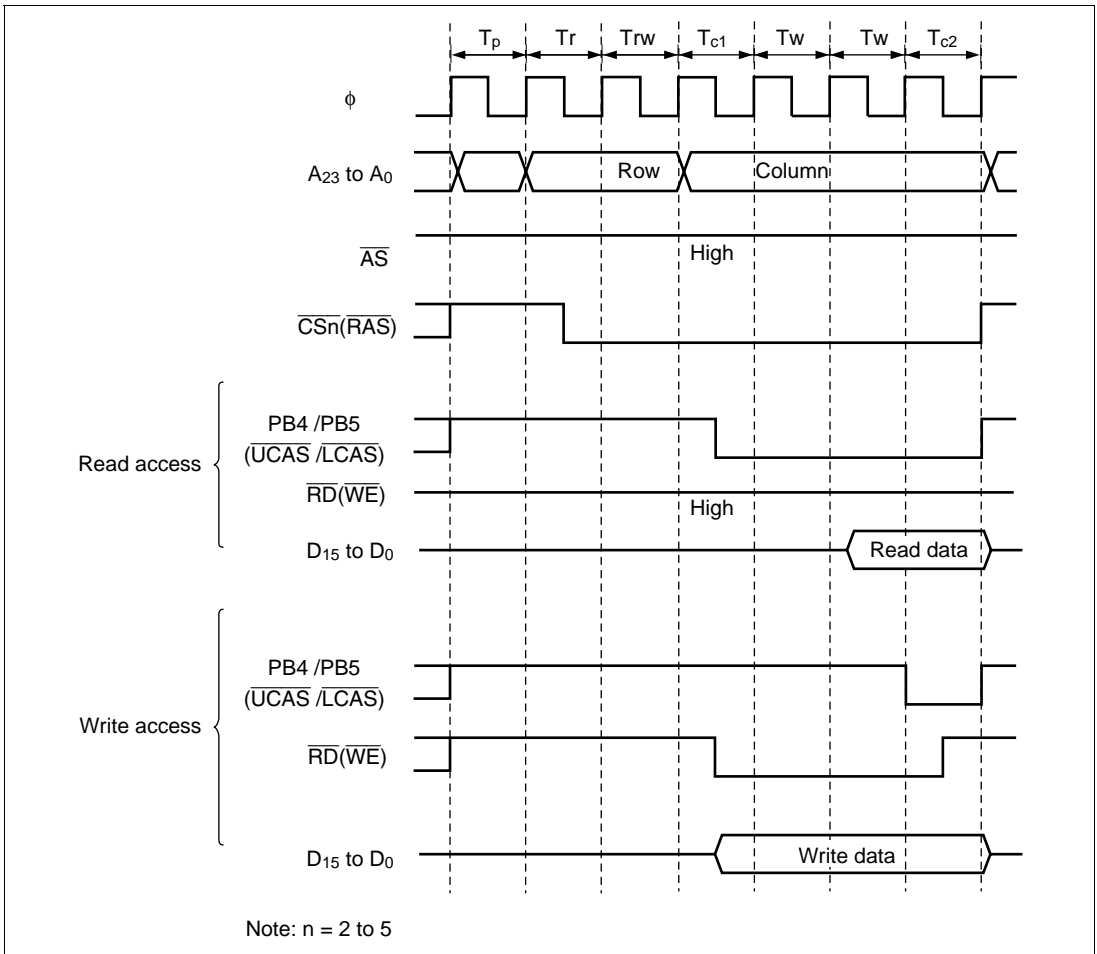 Tp Tr Trw Tc1 Tw Tw Tc2
φ
A23 to A0 Row Column
AS High
CSn(RAS)
Read access
PB4 /PB5
(UCAS /LCAS)
RD(WE) High
D15 to D0 Read data
Write access
PB4 /PB5
(UCAS /LCAS)
RD(WE)
D15 to D0 Write data
Note: n = 2 to 5